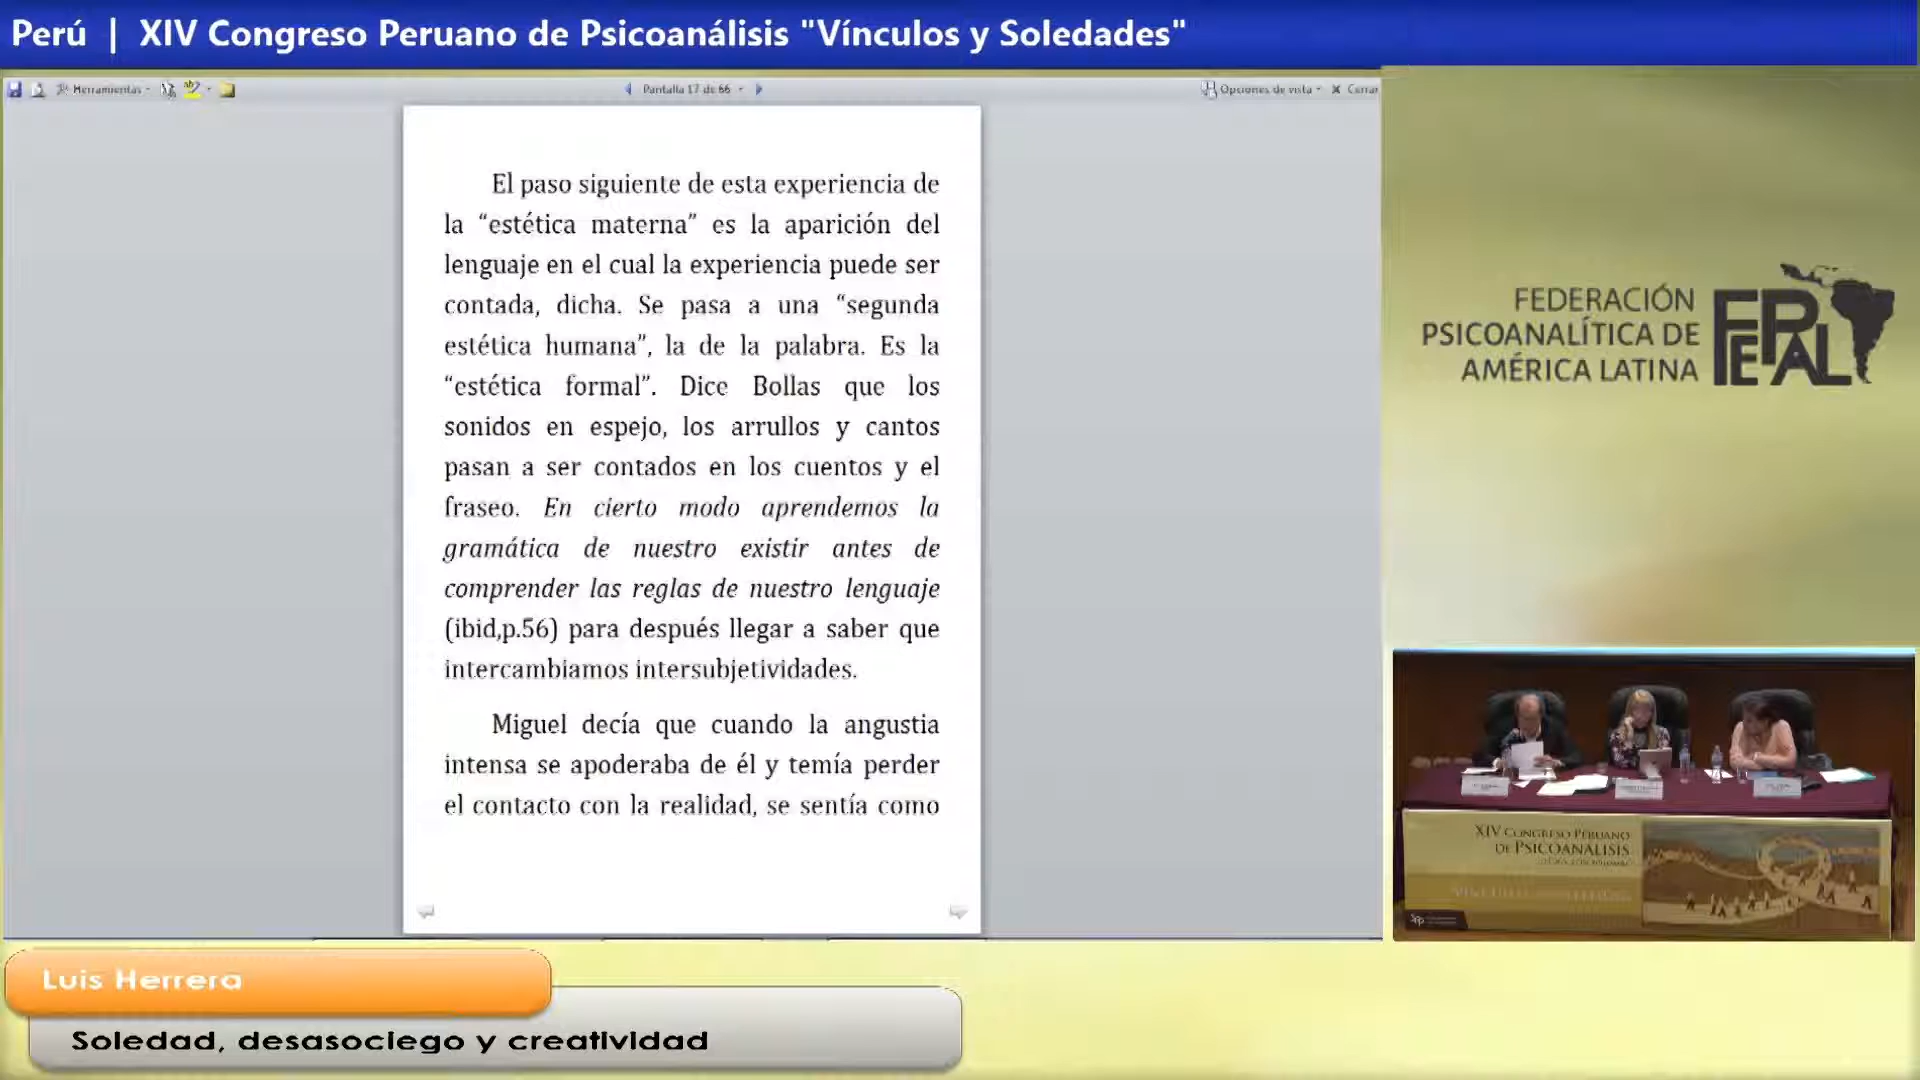 Perú | XIV Congreso Peruano de Psicoanálisis "Vínculos y Soledades"
Herramientas
Pantalla 17 de 66
Opciones de vista
Cerrar
El paso siguiente de esta experiencia de
la “estética materna” es la aparición del
lenguaje en el cual la experiencia puede ser
contada, dicha. Se pasa a una “segunda
estética humana”, la de la palabra. Es la
“estética formal”. Dice Bollas que los
sonidos en espejo, los arrullos y cantos
pasan a ser contados en los cuentos y el
fraseo. En cierto modo aprendemos la
gramática de nuestro existir antes de
comprender las reglas de nuestro lenguaje
(ibid,p.56) para después llegar a saber que
intercambiamos intersubjetividades.
Miguel decía que cuando la angustia
intensa se apoderaba de él y temía perder
el contacto con la realidad, se sentía como
FEDERACIÓN
PSICOANALÍTICA DE
AMÉRICA LATINA
FEPAL
XIV CONGRESO PERUANO
DE PSICOANÁLISIS
Luis Herrera
Soledad, desasociego y creatividad